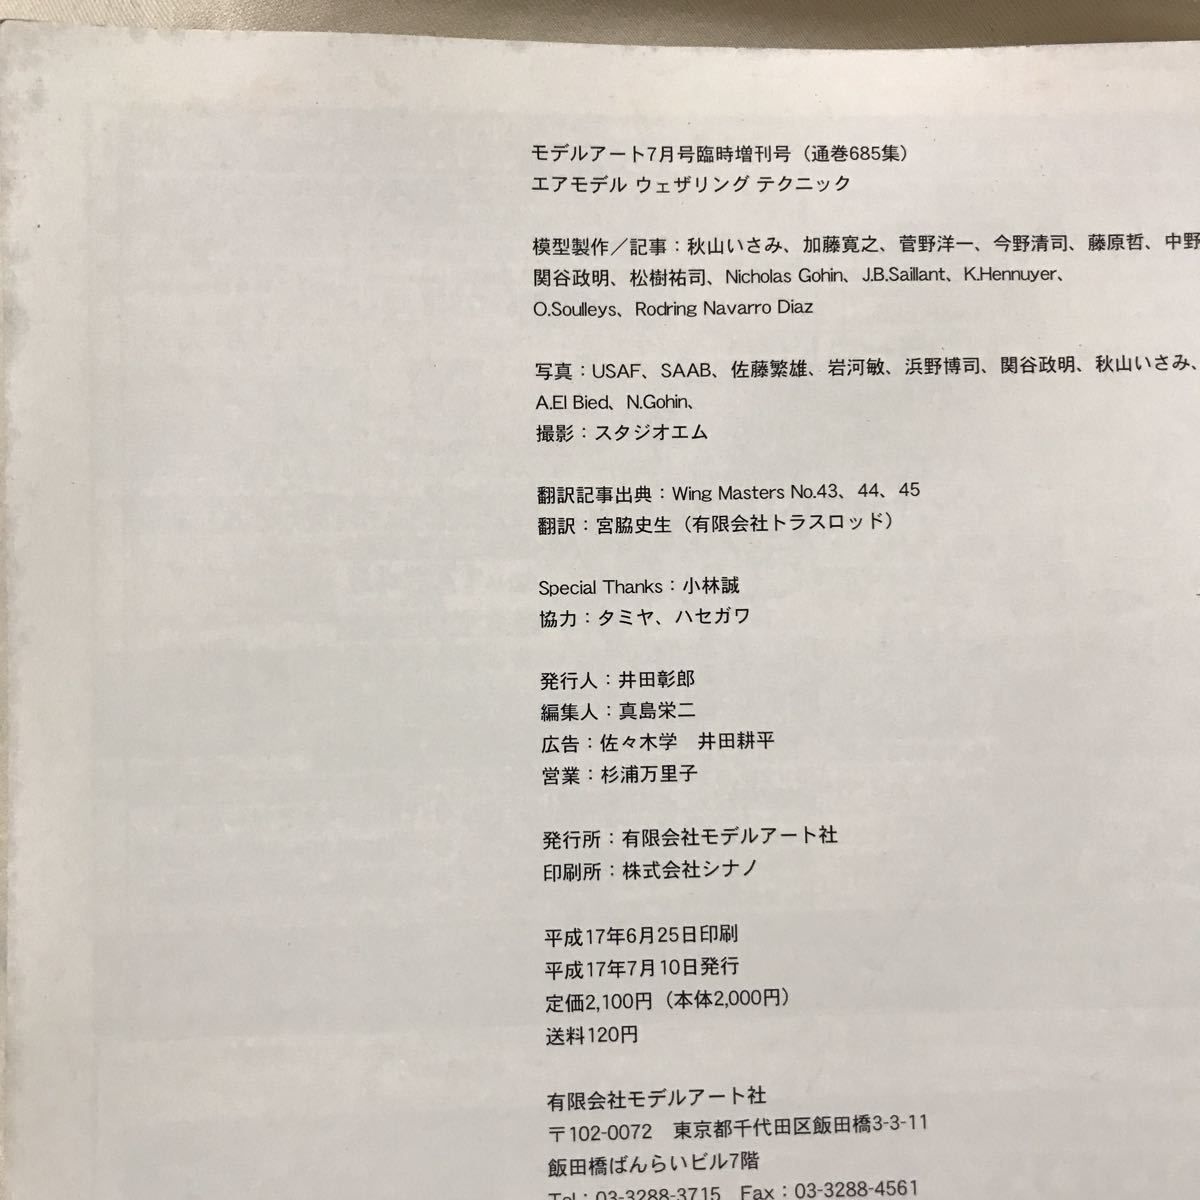 モデルアート7月号臨時増刊号（通巻685集）
エアモデル ウェザリング テクニック
模型製作／記事：秋山いさみ、加藤寛之、菅野洋一、今野清司、藤原哲、中野
関谷政明、松樹祐司、Nicholas Gohin、J.B.Saillant、K.Hennuyer、
O.Soulleys、Rodring Navarro Diaz
写真：USAF、SAAB、佐藤繁雄、岩河敏、浜野博司、関谷政明、秋山いさみ、
A.El Bied、N.Gohin、
撮影：スタジオエム
翻訳記事出典：Wing Masters No.43、44、45
翻訳：宮脇史生（有限会社トラスロッド）
Special Thanks：小林誠
協力：タミヤ、ハセガワ
発行人：井田彰郎
編集人：真島栄二
広告：佐々木学　井田耕平
営業：杉浦万里子
発行所：有限会社モデルアート社
印刷所：株式会社シナノ
平成17年6月25日印刷
平成17年7月10日発行
定価2,100円（本体2,000円）
送料120円
有限会社モデルアート社
〒102-0072　東京都千代田区飯田橋3-3-11
飯田橋ばんらいビル7階
Tel：03-3288-3715　Fax：03-3288-4561